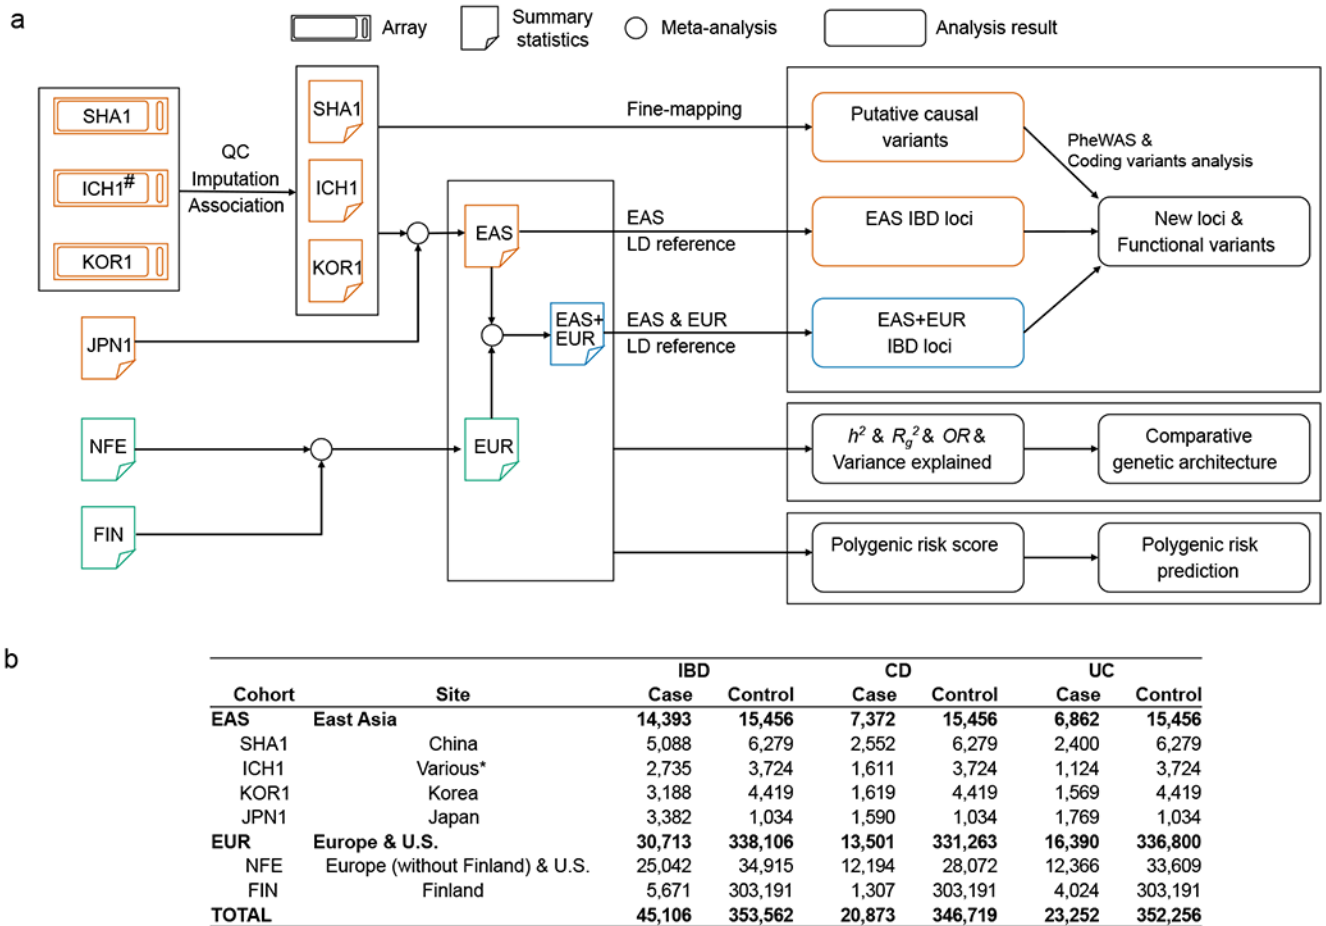 a
Array
Summary
statistics
Meta-analysis
Analysis result
SHA1
ICH1#
KOR1
QC
Imputation
Association
SHA1
ICH1
KOR1
JPN1
NFE
FIN
EAS
EAS+
EUR
EUR
Fine-mapping
EAS
LD reference
EAS & EUR
LD reference
Putative causal
variants
EAS IBD loci
EAS+EUR
IBD loci
PheWAS &
Coding variants analysis
New loci &
Functional variants
h² & Rg² & OR &
Variance explained
Comparative
genetic architecture
Polygenic risk score
Polygenic risk
prediction
b
IBD CD UC
Cohort Site Case Control Case Control Case Control
EAS East Asia 14,393 15,456 7,372 15,456 6,862 15,456
SHA1 China 5,088 6,279 2,552 6,279 2,400 6,279
ICH1 Various* 2,735 3,724 1,611 3,724 1,124 3,724
KOR1 Korea 3,188 4,419 1,619 4,419 1,569 4,419
JPN1 Japan 3,382 1,034 1,590 1,034 1,769 1,034
EUR Europe & U.S. 30,713 338,106 13,501 331,263 16,390 336,800
NFE Europe (without Finland) & U.S. 25,042 34,915 12,194 28,072 12,366 33,609
FIN Finland 5,671 303,191 1,307 303,191 4,024 303,191
TOTAL 45,106 353,562 20,873 346,719 23,252 352,256